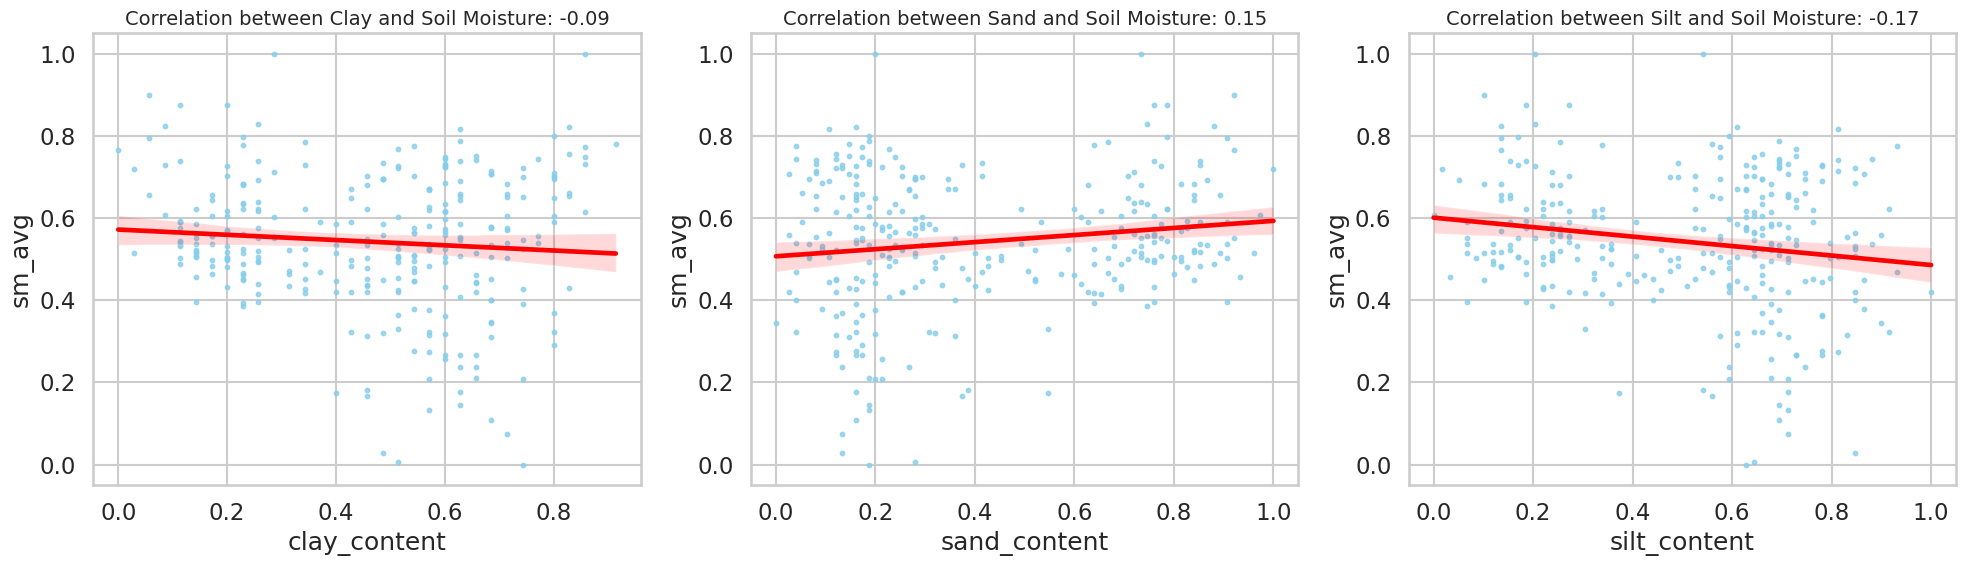 Correlation between Clay and Soil Moisture: -0.09
sm_avg
1.0
0.8
0.6
0.4
0.2
0.0
0.0 0.2 0.4 0.6 0.8
clay_content
Correlation between Sand and Soil Moisture: 0.15
sm_avg
1.0
0.8
0.6
0.4
0.2
0.0
0.0 0.2 0.4 0.6 0.8 1.0
sand_content
Correlation between Silt and Soil Moisture: -0.17
sm_avg
1.0
0.8
0.6
0.4
0.2
0.0
0.0 0.2 0.4 0.6 0.8 1.0
silt_content